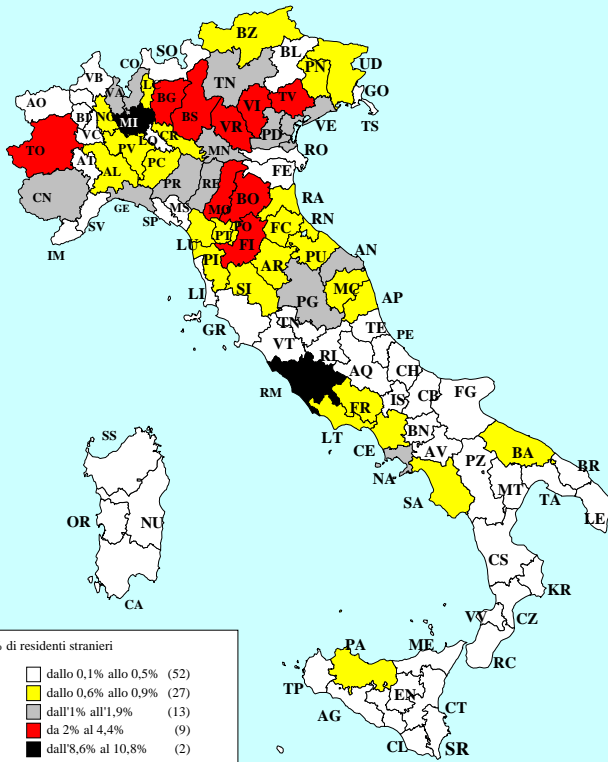 BZ
SO
BL
CO
UD
VB
TN
PN
VA
LC
GO
AO
BG
VI
TV
TS
BI
NO
MI
BS
VE
VC
LO
CR
VR
PD
TO
PV
MN
RO
AT
AL
PC
FE
PR
RE
CN
GE
MS
MO
BO
RA
SP
SV
RN
IM
LU
PT
PO
FC
FI
AN
PI
AR
PU
LI
SI
MC
PG
AP
GR
TN
TE
PE
VT
RI
AQ
CH
RM
IS
CB
FG
FR
BN
LT
CE
AV
PZ
BA
SS
NA
BR
MT
SA
TA
OR
NU
LE
CS
KR
CA
VV
CZ
PA
ME
RC
TP
EN
CT
AG
CL
SR
% di residenti stranieri
dallo 0,1% allo 0,5% (52)
dallo 0,6% allo 0,9% (27)
dall'1% all'1,9% (13)
da 2% al 4,4% (9)
dall'8,6% al 10,8% (2)